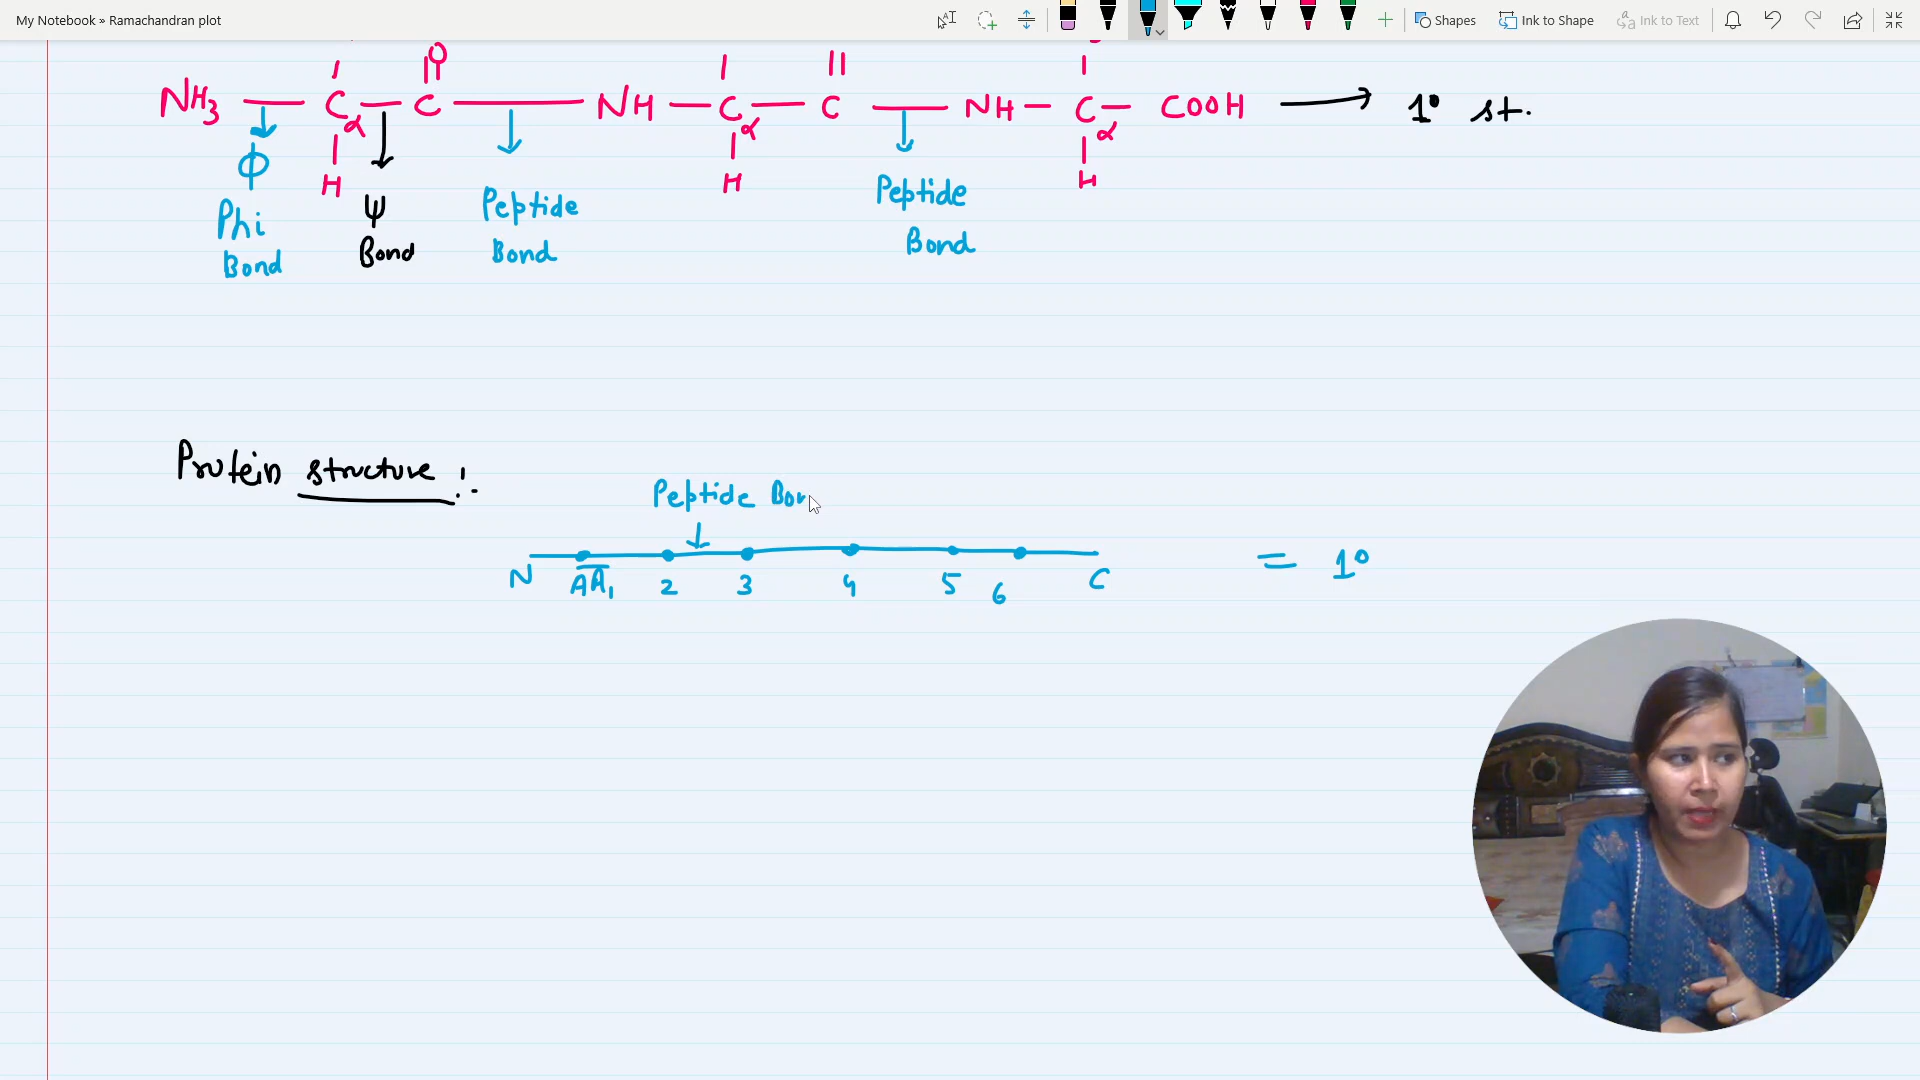 My Notebook » Ramachandran plot
Shapes Ink to Shape Ink to Text
O
NH3 — C — C — NH — C — C — NH — C — COOH → 1° st.
α α α
H H H
Φ Ψ Peptide Peptide
Phi Bond Bond Bond
Bond
Protein structure :-
Peptide Bon
N AA1 2 3 4 5 6 C = 1°